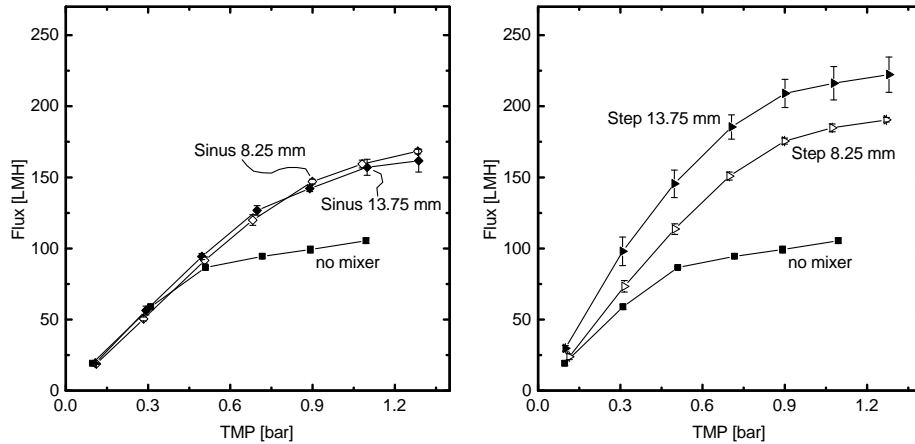 250
200
150
100
50
0
Flux [LMH]
0.0 0.3 0.6 0.9 1.2
TMP [bar]
Sinus 8.25 mm
Sinus 13.75 mm
no mixer
250
200
150
100
50
0
Flux [LMH]
0.0 0.3 0.6 0.9 1.2
TMP [bar]
Step 13.75 mm
Step 8.25 mm
no mixer